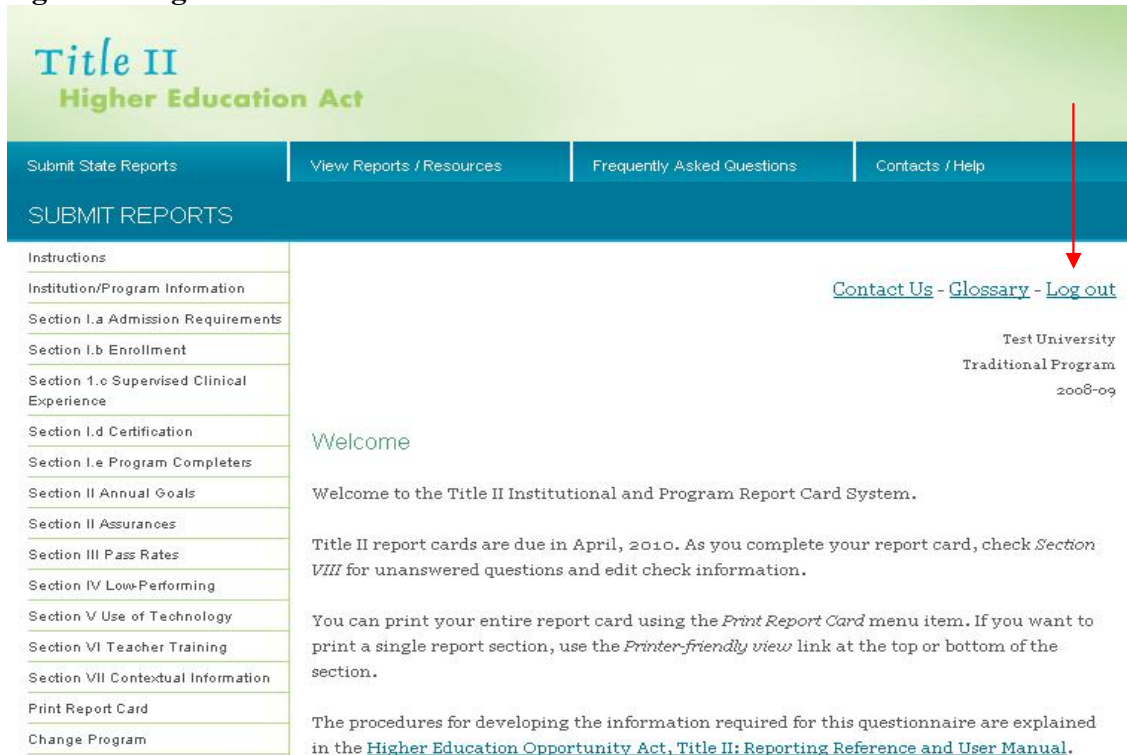 Title II
Higher Education Act
Submit State Reports
View Reports / Resources
Frequently Asked Questions
Contacts / Help
SUBMIT REPORTS
Instructions
Institution/Program Information
Section I.a Admission Requirements
Section I.b Enrollment
Section 1.c Supervised Clinical
Experience
Section I.d Certification
Section I.e Program Completers
Section II Annual Goals
Section II Assurances
Section III Pass Rates
Section IV Low-Performing
Section V Use of Technology
Section VI Teacher Training
Section VII Contextual Information
Print Report Card
Change Program
Contact Us - Glossary - Log out
Test University
Traditional Program
2008-09
Welcome
Welcome to the Title II Institutional and Program Report Card System.
Title II report cards are due in April, 2010. As you complete your report card, check Section
VIII for unanswered questions and edit check information.
You can print your entire report card using the Print Report Card menu item. If you want to
print a single report section, use the Printer-friendly view link at the top or bottom of the
section.
The procedures for developing the information required for this questionnaire are explained
in the Higher Education Opportunity Act, Title II: Reporting Reference and User Manual.